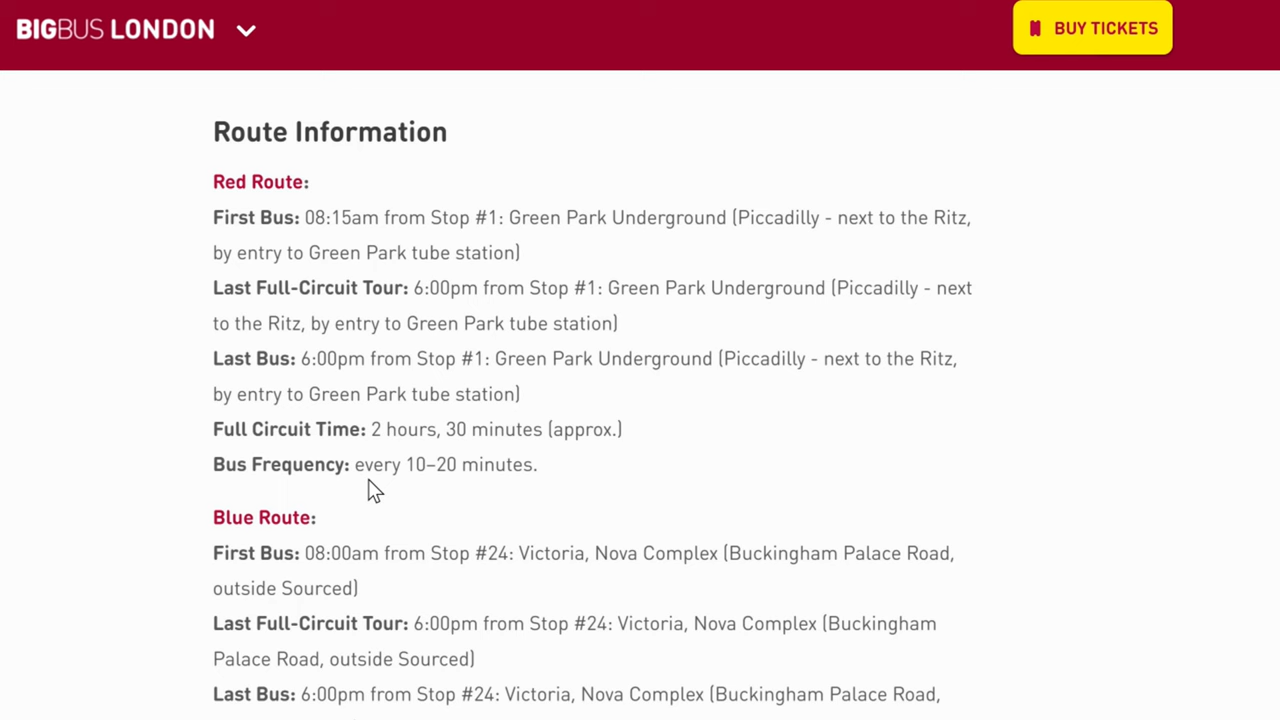 BIGBUS LONDON
BUY TICKETS
Route Information
Red Route:
First Bus: 08:15am from Stop #1: Green Park Underground (Piccadilly - next to the Ritz,
by entry to Green Park tube station)
Last Full-Circuit Tour: 6:00pm from Stop #1: Green Park Underground (Piccadilly - next
to the Ritz, by entry to Green Park tube station)
Last Bus: 6:00pm from Stop #1: Green Park Underground (Piccadilly - next to the Ritz,
by entry to Green Park tube station)
Full Circuit Time: 2 hours, 30 minutes (approx.)
Bus Frequency: every 10–20 minutes.
Blue Route:
First Bus: 08:00am from Stop #24: Victoria, Nova Complex (Buckingham Palace Road,
outside Sourced)
Last Full-Circuit Tour: 6:00pm from Stop #24: Victoria, Nova Complex (Buckingham
Palace Road, outside Sourced)
Last Bus: 6:00pm from Stop #24: Victoria, Nova Complex (Buckingham Palace Road,